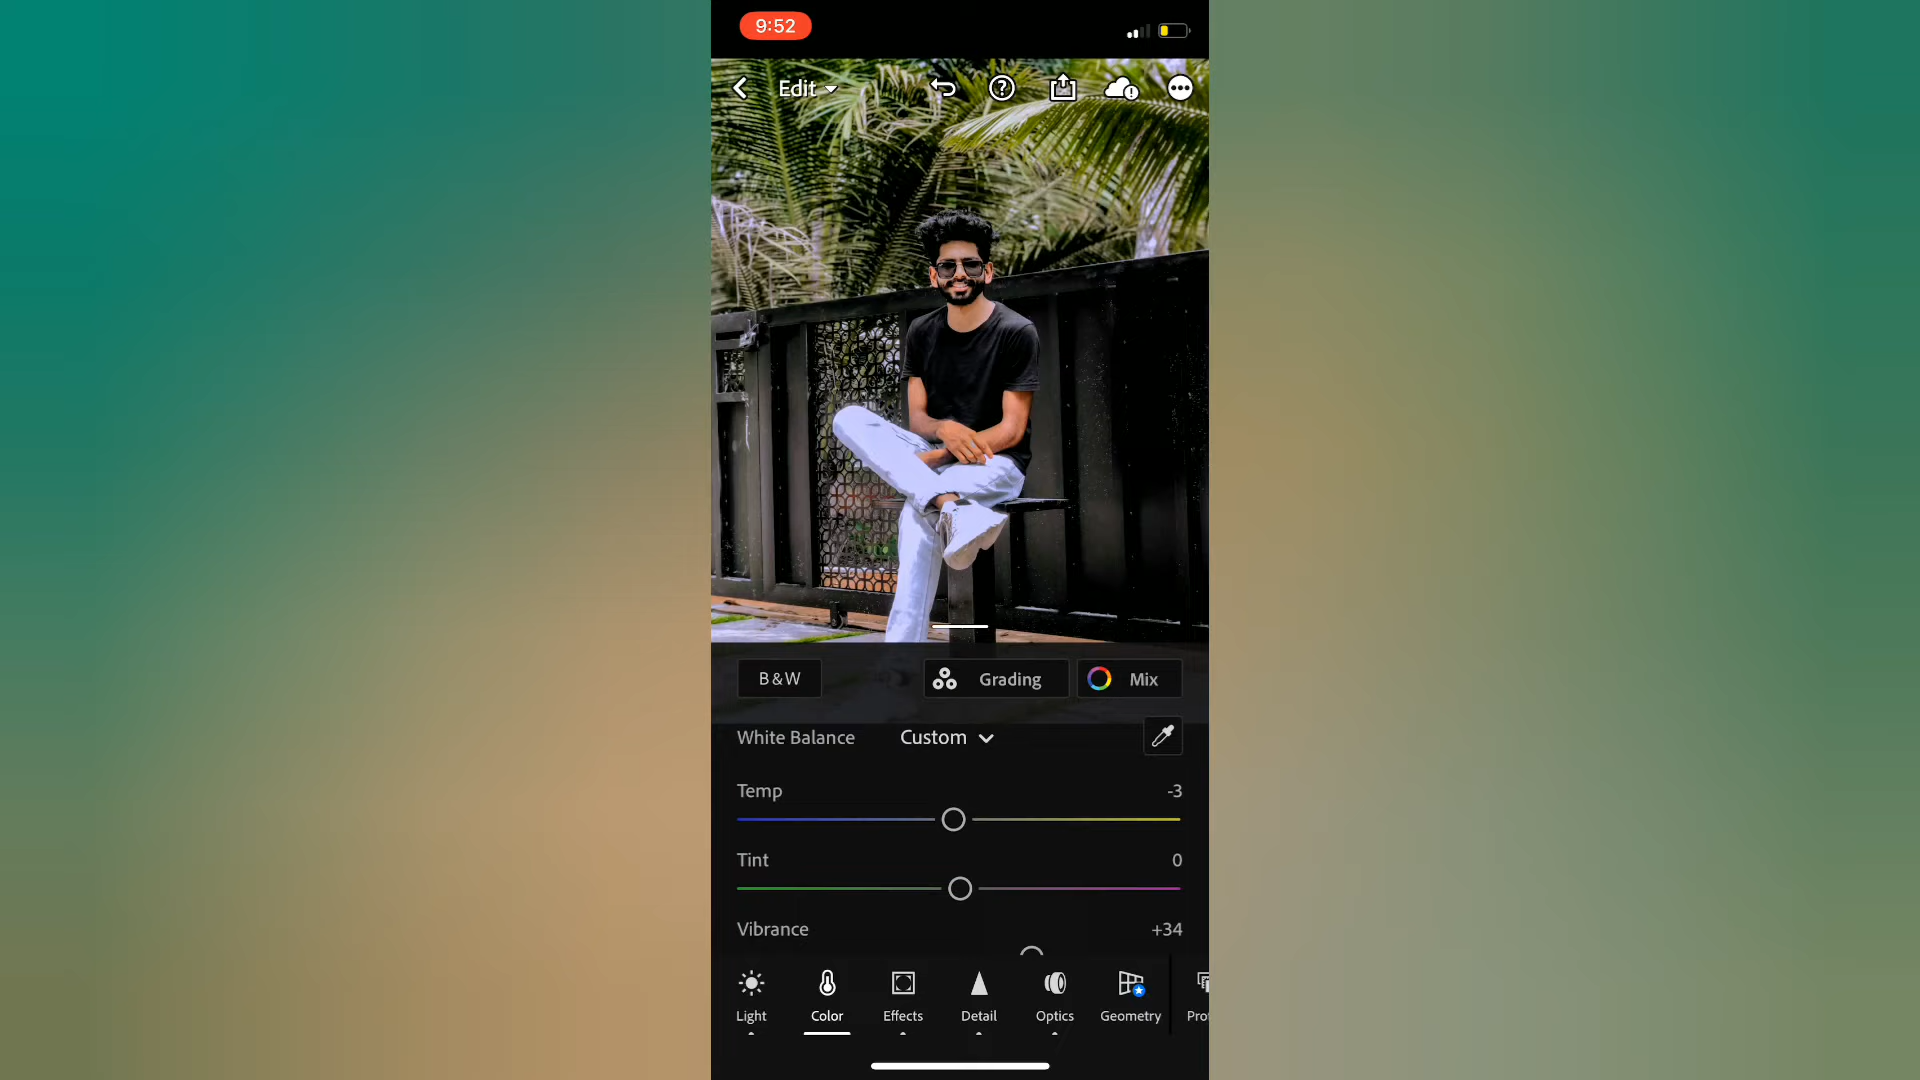 9:52
Edit
B&W
Grading
Mix
White Balance
Custom
Temp
-3
Tint
0
Vibrance
+34
Light
Color
Effects
Detail
Optics
Geometry